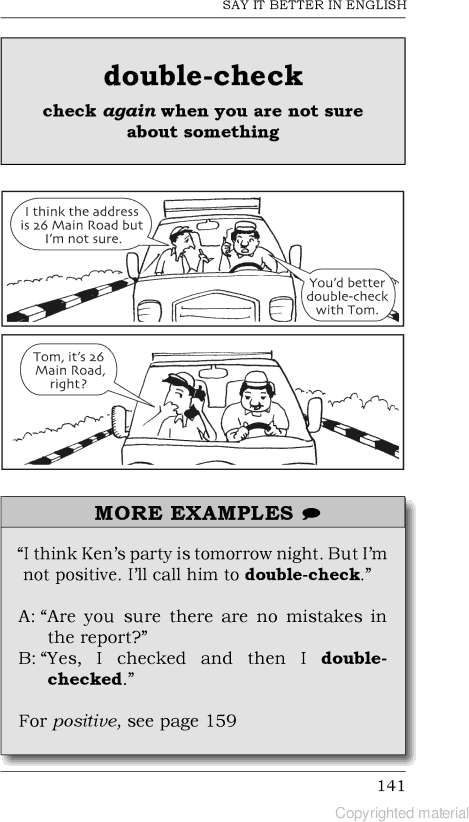 SAY IT BETTER IN ENGLISH
double-check
check again when you are not sure
about something
I think the address
is 26 Main Road but
I'm not sure.
You'd better
double-check
with Tom.
Tom, it's 26
Main Road,
right?
MORE EXAMPLES
“I think Ken's party is tomorrow night. But I'm
not positive. I'll call him to double-check.”
A: “Are you sure there are no mistakes in
the report?”
B: “Yes, I checked and then I double-
checked.”
For positive, see page 159
141
Copyrighted material